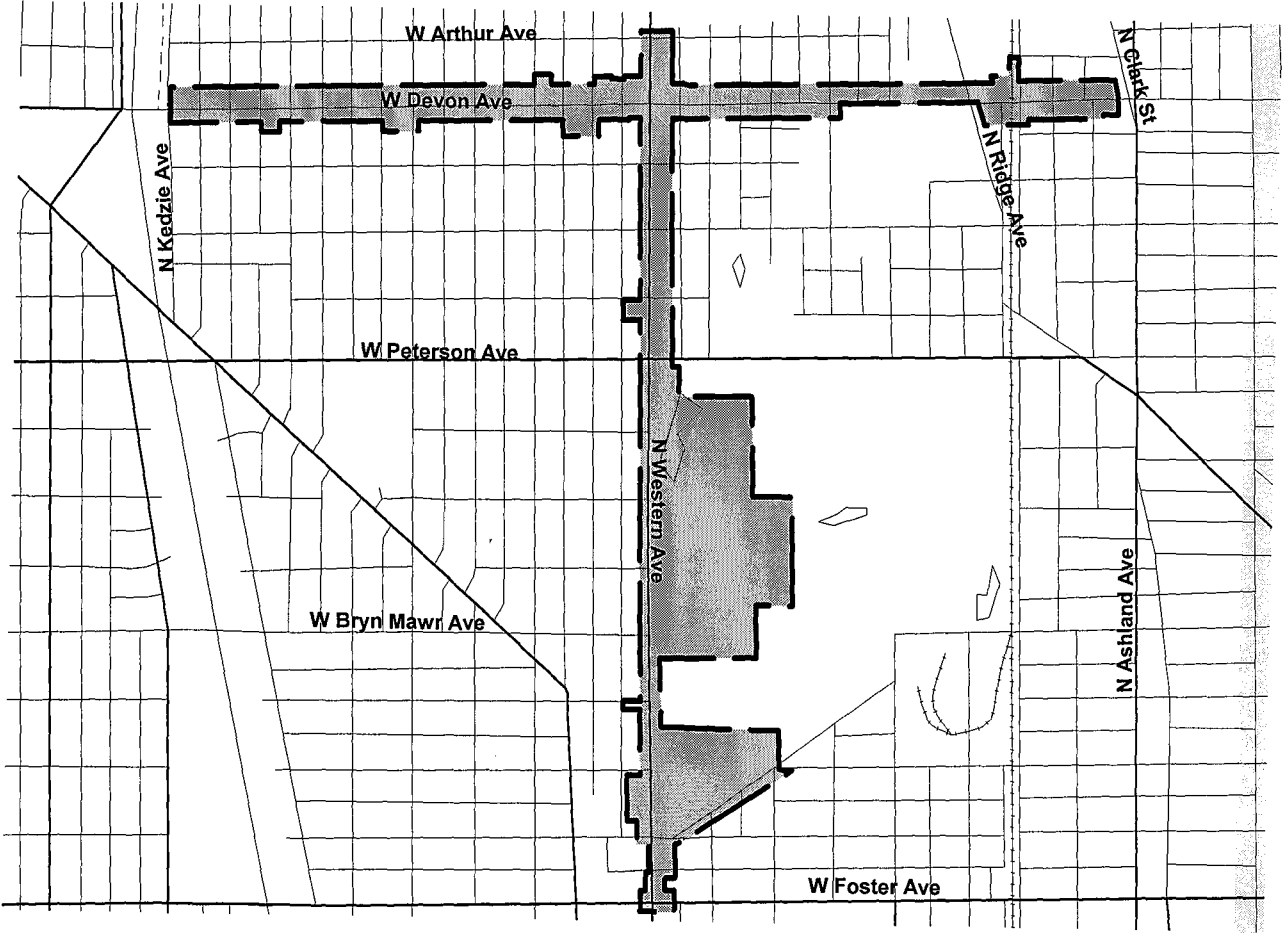 W Arthur Ave
N Clark St
W Devon Ave
N Kedzie Ave
N Ridge Ave
W Peterson Ave
N Western Ave
W Bryn Mawr Ave
N Ashland Ave
W Foster Ave